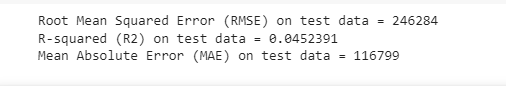 Root Mean Squared Error (RMSE) on test data = 246284
R-squared (R2) on test data = 0.0452391
Mean Absolute Error (MAE) on test data = 116799